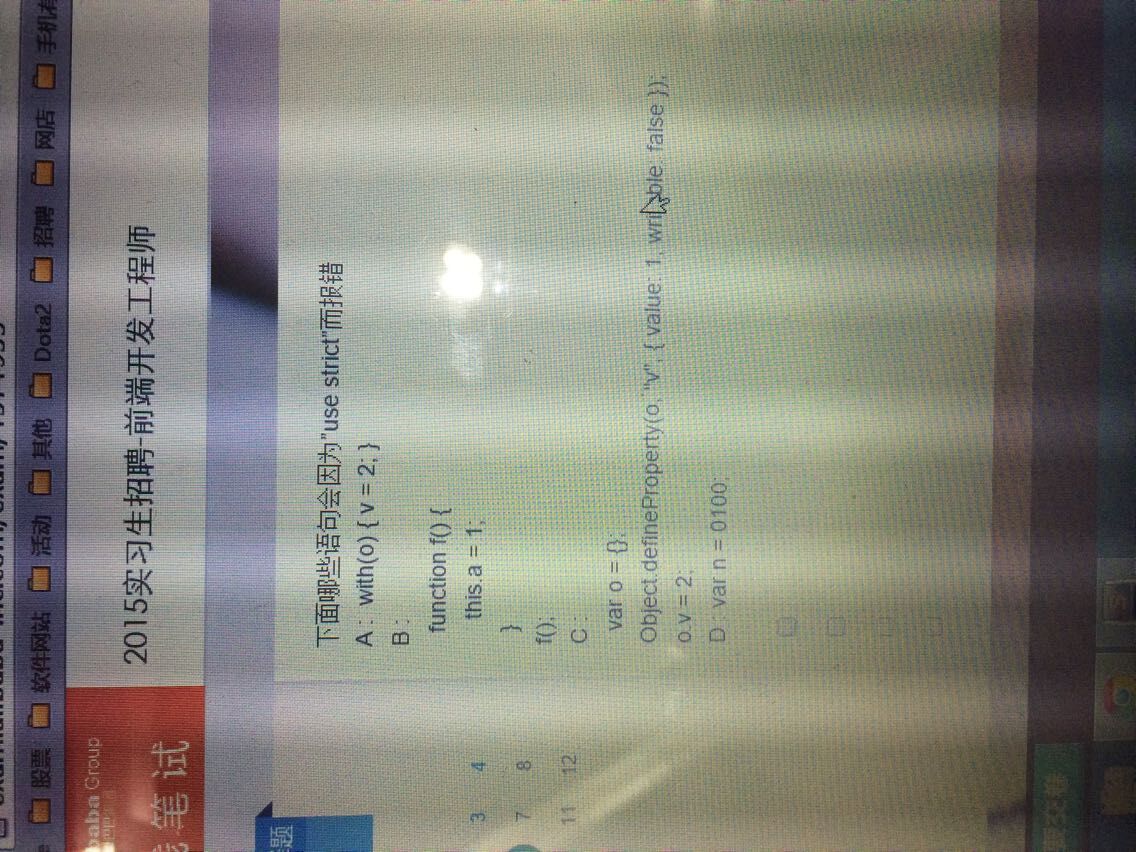 股票 软件网站 活动 其他 Dota2 招聘 网店
baba Group
笔试
2015实习生招聘-前端开发工程师
题
3 4
7 8
11 12
下面哪些语句会因为"use strict"而报错
A : with(o) { v = 2; }
B :
function f() {
this.a = 1;
}
f();
C :
var o = {};
Object.defineProperty(o, "v", { value: 1, writable: false });
o.v = 2;
D : var n = 0100;